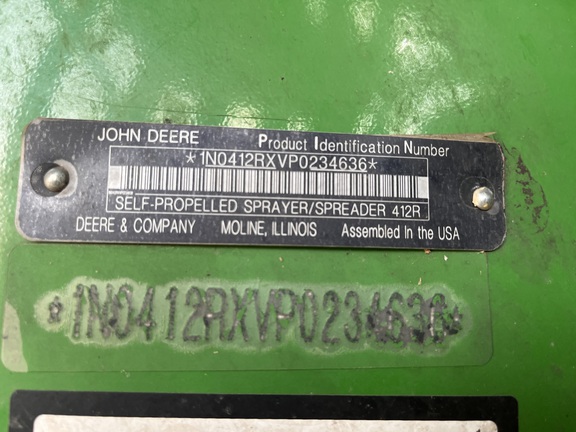 JOHN DEERE Product Identification Number
*1N0412RXVP0234636*
SELF-PROPELLED SPRAYER/SPREADER 412R
DEERE & COMPANY MOLINE, ILLINOIS Assembled In the USA
*1N0412RXVP0234636*